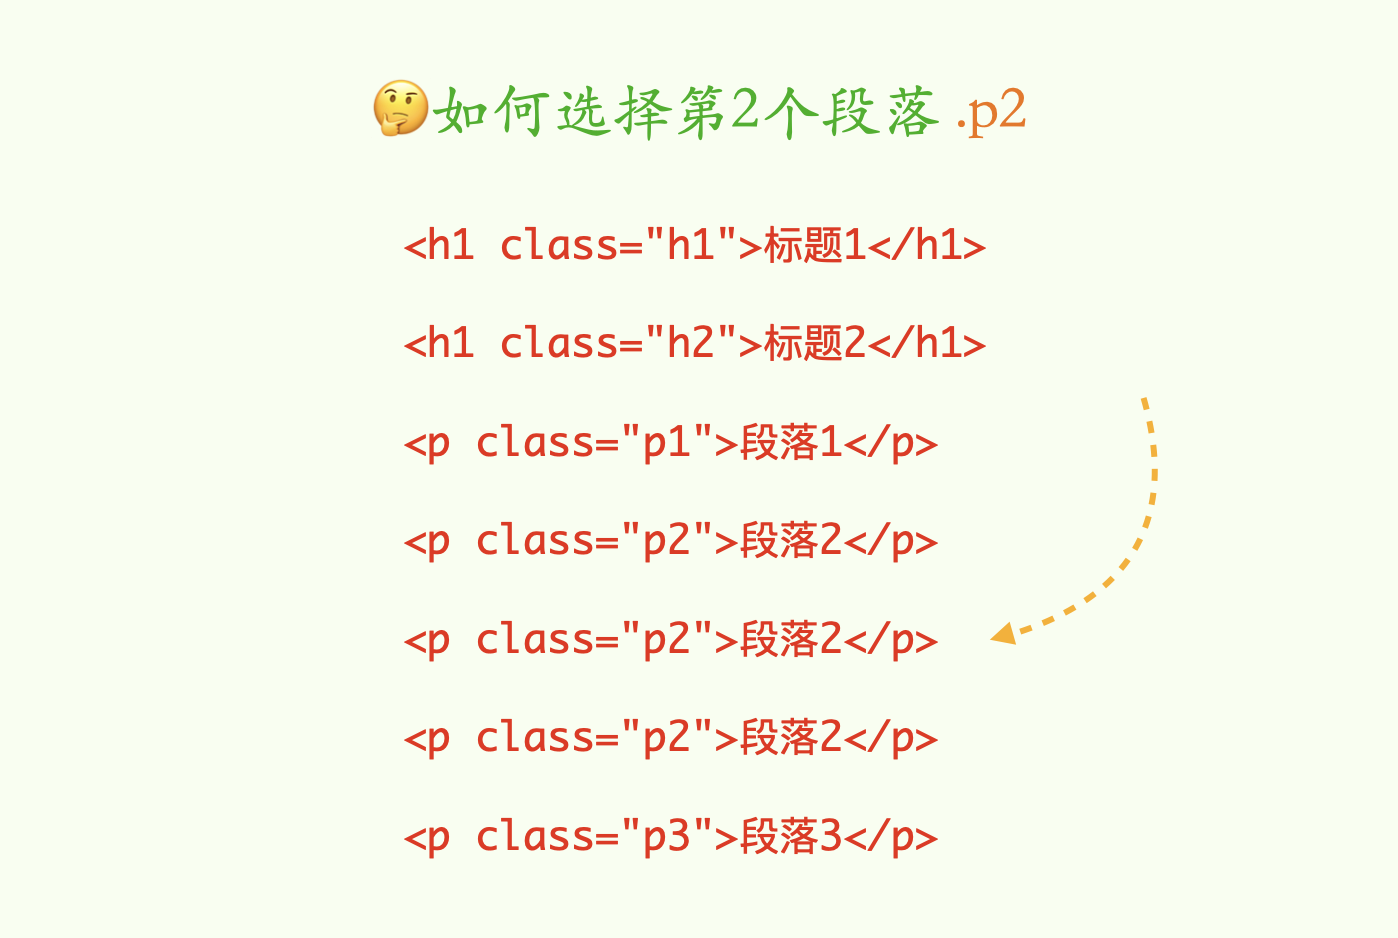 🤔如何选择第2个段落 .p2
<h1 class="h1">标题1</h1>
<h1 class="h2">标题2</h1>
<p class="p1">段落1</p>
<p class="p2">段落2</p>
<p class="p2">段落2</p>
<p class="p2">段落2</p>
<p class="p3">段落3</p>